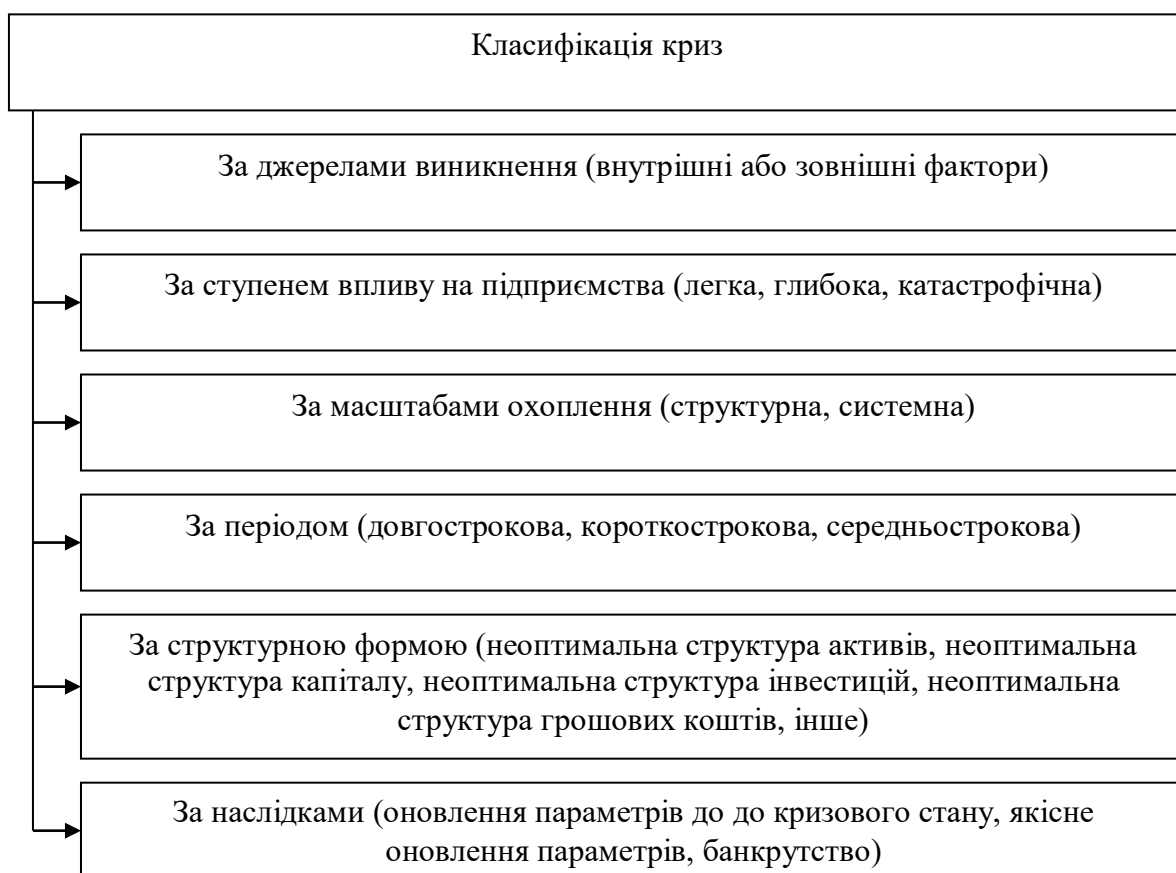 Класифікація криз
За джерелами виникнення (внутрішні або зовнішні фактори)
За ступенем впливу на підприємства (легка, глибока, катастрофічна)
За масштабами охоплення (структурна, системна)
За періодом (довгострокова, короткострокова, середньострокова)
За структурною формою (неоптимальна структура активів, неоптимальна
структура капіталу, неоптимальна структура інвестицій, неоптимальна
структура грошових коштів, інше)
За наслідками (оновлення параметрів до до кризового стану, якісне
оновлення параметрів, банкрутство)